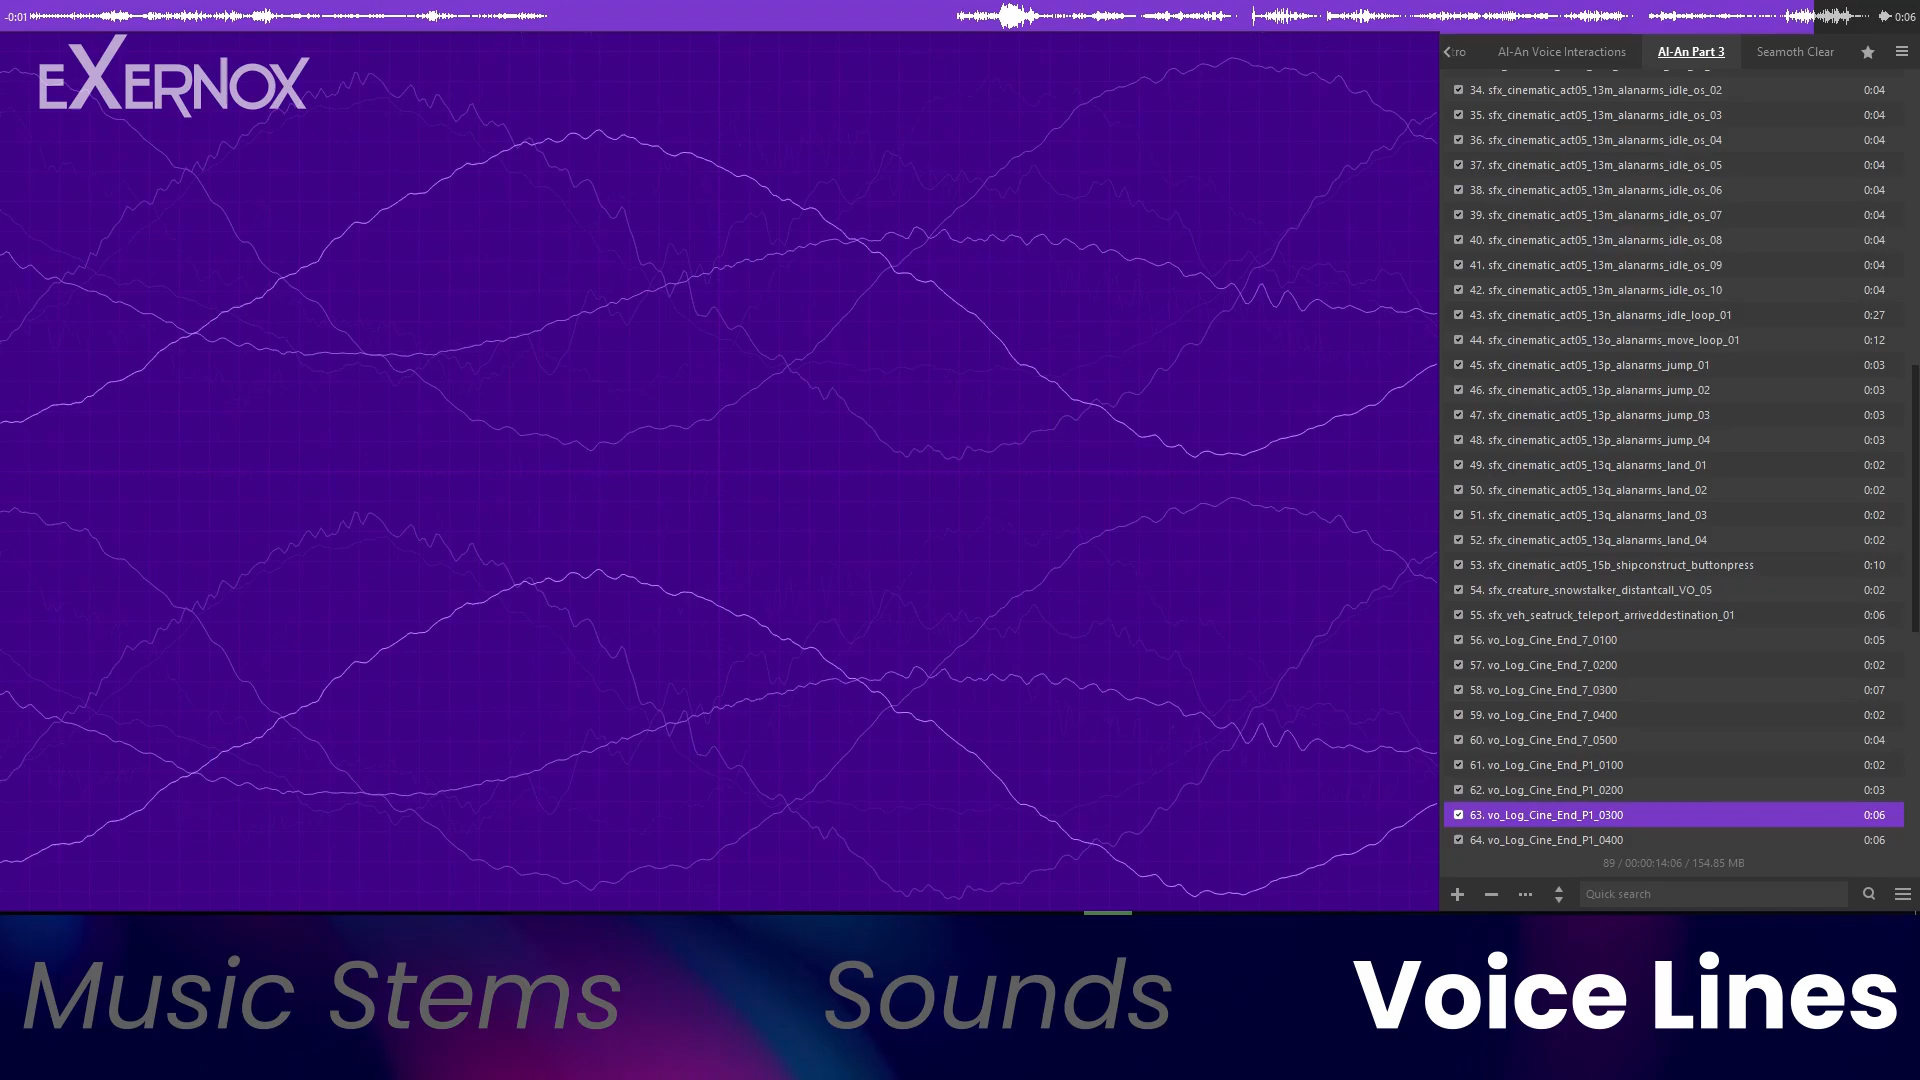 -0:01
0:06
EXERNOX
tro
Al-An Voice Interactions
Al-An Part 3
Seamoth Clear
34. sfx_cinematic_act05_13m_alanarms_idle_os_02 0:04
35. sfx_cinematic_act05_13m_alanarms_idle_os_03 0:04
36. sfx_cinematic_act05_13m_alanarms_idle_os_04 0:04
37. sfx_cinematic_act05_13m_alanarms_idle_os_05 0:04
38. sfx_cinematic_act05_13m_alanarms_idle_os_06 0:04
39. sfx_cinematic_act05_13m_alanarms_idle_os_07 0:04
40. sfx_cinematic_act05_13m_alanarms_idle_os_08 0:04
41. sfx_cinematic_act05_13m_alanarms_idle_os_09 0:04
42. sfx_cinematic_act05_13m_alanarms_idle_os_10 0:04
43. sfx_cinematic_act05_13n_alanarms_idle_loop_01 0:27
44. sfx_cinematic_act05_13o_alanarms_move_loop_01 0:12
45. sfx_cinematic_act05_13p_alanarms_jump_01 0:03
46. sfx_cinematic_act05_13p_alanarms_jump_02 0:03
47. sfx_cinematic_act05_13p_alanarms_jump_03 0:03
48. sfx_cinematic_act05_13p_alanarms_jump_04 0:03
49. sfx_cinematic_act05_13q_alanarms_land_01 0:02
50. sfx_cinematic_act05_13q_alanarms_land_02 0:02
51. sfx_cinematic_act05_13q_alanarms_land_03 0:02
52. sfx_cinematic_act05_13q_alanarms_land_04 0:02
53. sfx_cinematic_act05_15b_shipconstruct_buttonpress 0:10
54. sfx_creature_snowstalker_distantcall_VO_05 0:02
55. sfx_veh_seatruck_teleport_arriveddestination_01 0:06
56. vo_Log_Cine_End_7_0100 0:05
57. vo_Log_Cine_End_7_0200 0:02
58. vo_Log_Cine_End_7_0300 0:07
59. vo_Log_Cine_End_7_0400 0:02
60. vo_Log_Cine_End_7_0500 0:04
61. vo_Log_Cine_End_P1_0100 0:02
62. vo_Log_Cine_End_P1_0200 0:03
63. vo_Log_Cine_End_P1_0300 0:06
64. vo_Log_Cine_End_P1_0400 0:06
89 / 00:00:14:06 / 154.85 MB
Quick search
Music Stems
Sounds
Voice Lines